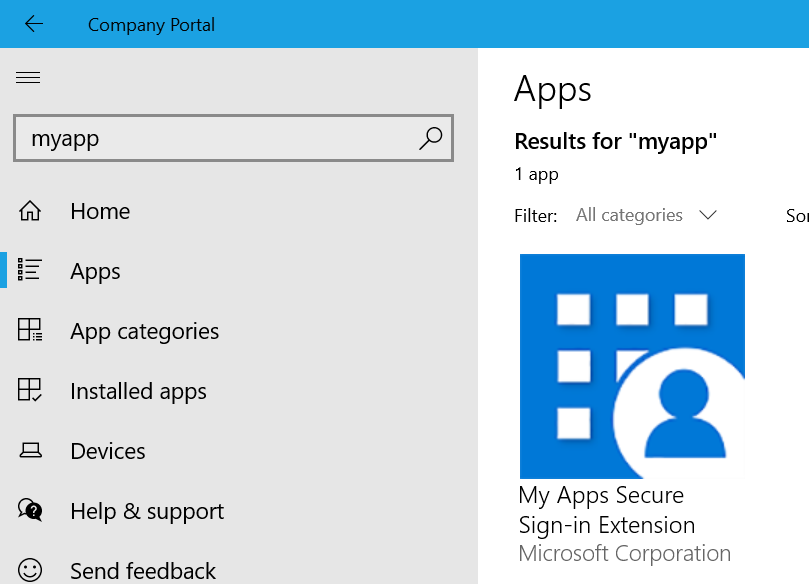 Company Portal
myapp
Home
Apps
App categories
Installed apps
Devices
Help & support
Send feedback
Apps
Results for "myapp"
1 app
Filter: All categories
My Apps Secure
Sign-in Extension
Microsoft Corporation